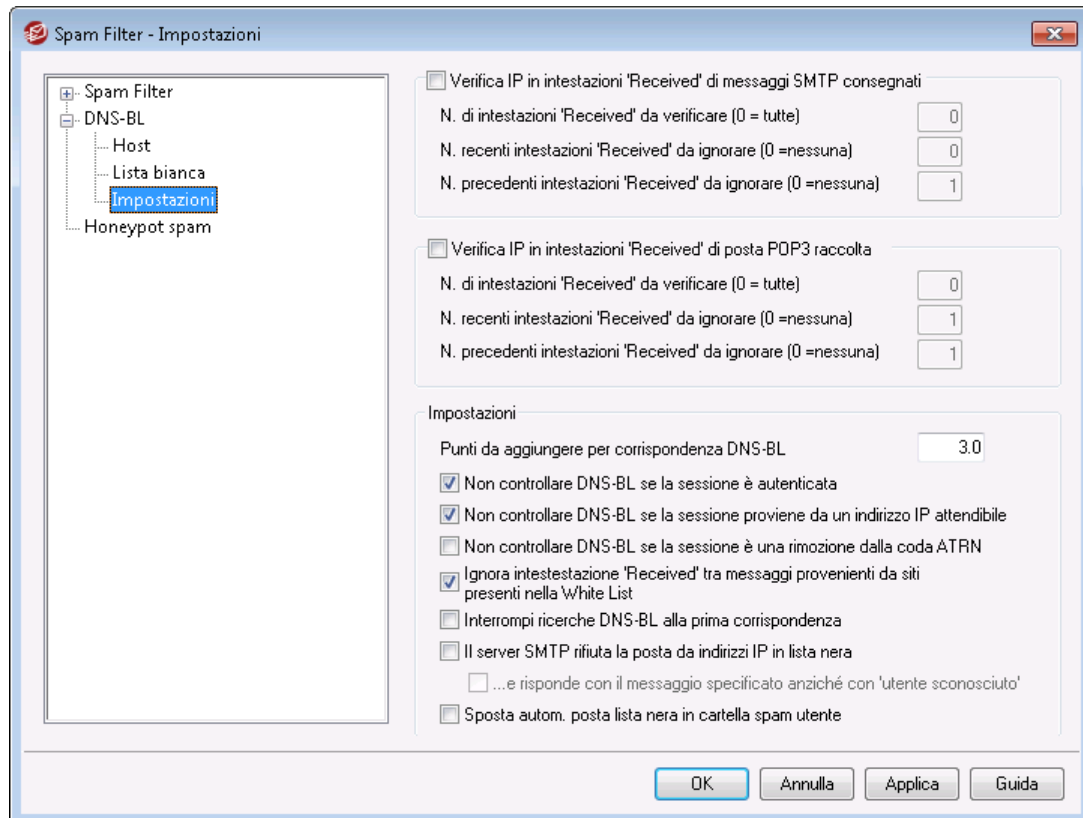 Spam Filter - Impostazioni
Spam Filter
DNS-BL
Host
Lista bianca
Impostazioni
Honeypot spam
Verifica IP in intestazioni 'Received' di messaggi SMTP consegnati
N. di intestazioni 'Received' da verificare (0 = tutte) 0
N. recenti intestazioni 'Received' da ignorare (0 =nessuna) 0
N. precedenti intestazioni 'Received' da ignorare (0 =nessuna) 1
Verifica IP in intestazioni 'Received' di posta POP3 raccolta
N. di intestazioni 'Received' da verificare (0 = tutte) 0
N. recenti intestazioni 'Received' da ignorare (0 =nessuna) 1
N. precedenti intestazioni 'Received' da ignorare (0 =nessuna) 1
Impostazioni
Punti da aggiungere per corrispondenza DNS-BL 3.0
Non controllare DNS-BL se la sessione è autenticata
Non controllare DNS-BL se la sessione proviene da un indirizzo IP attendibile
Non controllare DNS-BL se la sessione è una rimozione dalla coda ATRN
Ignora intestestazione 'Received' tra messaggi provenienti da siti
presenti nella White List
Interrompi ricerche DNS-BL alla prima corrispondenza
Il server SMTP rifiuta la posta da indirizzi IP in lista nera
...e risponde con il messaggio specificato anziché con 'utente sconosciuto'
Sposta autom. posta lista nera in cartella spam utente
OK Annulla Applica Guida